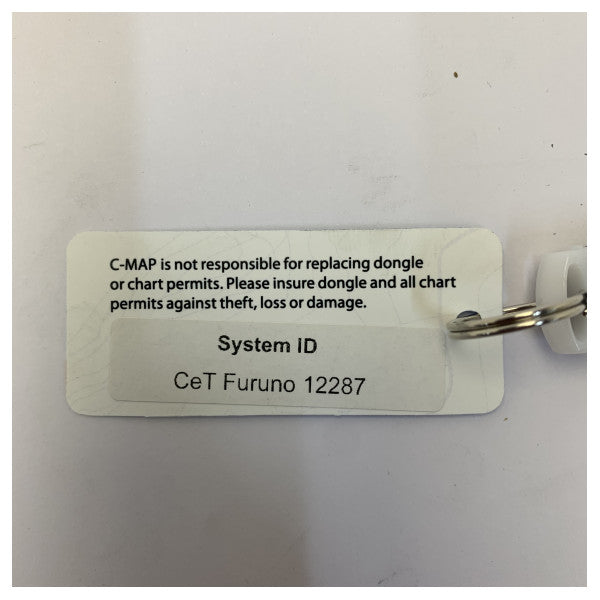 C-MAP is not responsible for replacing dongle
or chart permits. Please insure dongle and all chart
permits against theft, loss or damage.
System ID
CeT Furuno 12287